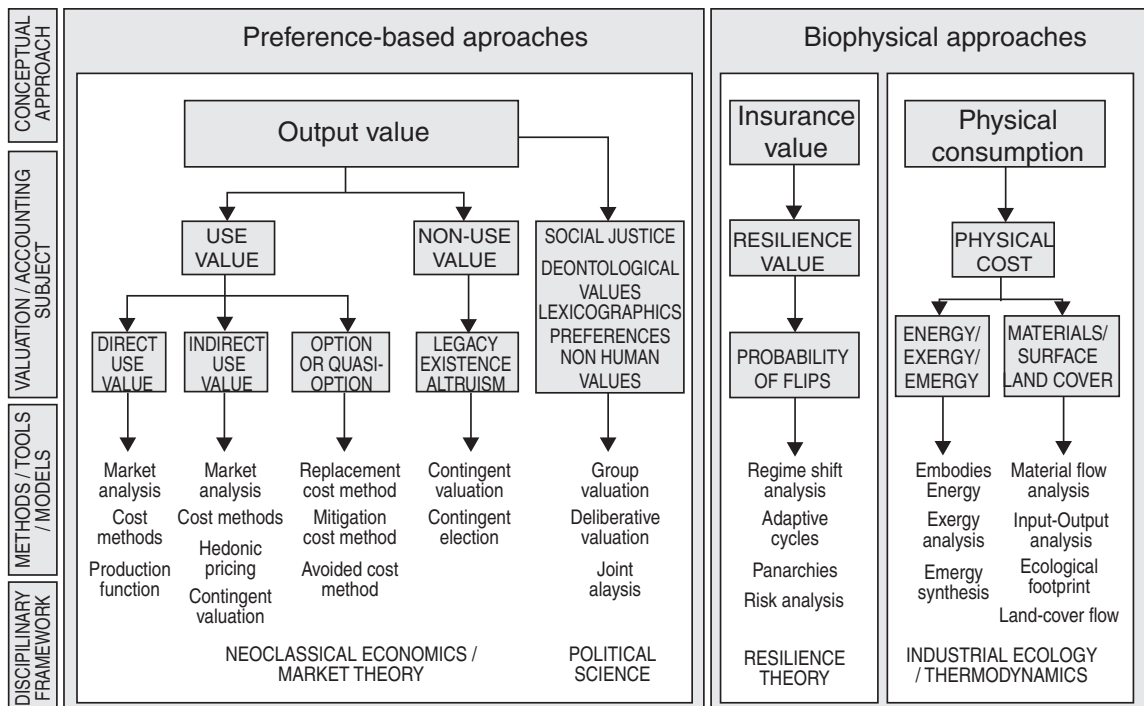 CONCEPTUAL
APPROACH
VALUATION / ACCOUNTING
SUBJECT
METHODS / TOOLS
/ MODELS
DISCIPILINARY
FRAMEWORK
Preference-based aproaches
Output value
USE
VALUE
NON-USE
VALUE
SOCIAL JUSTICE
DEONTOLOGICAL
VALUES
LEXICOGRAPHICS
PREFERENCES
NON HUMAN
VALUES
DIRECT
USE
VALUE
INDIRECT
USE
VALUE
OPTION
OR QUASI-
OPTION
LEGACY
EXISTENCE
ALTRUISM
Market
analysis
Cost
methods
Production
function
Market
analysis
Cost methods
Hedonic
pricing
Contingent
valuation
Replacement
cost method
Mitigation
cost method
Avoided cost
method
Contingent
valuation
Contingent
election
Group
valuation
Deliberative
valuation
Joint
alaysis
NEOCLASSICAL ECONOMICS /
MARKET THEORY
POLITICAL
SCIENCE
Biophysical approaches
Insurance
value
RESILIENCE
VALUE
PROBABILITY
OF FLIPS
Regime shift
analysis
Adaptive
cycles
Panarchies
Risk analysis
RESILIENCE
THEORY
Physical
consumption
PHYSICAL
COST
ENERGY/
EXERGY/
EMERGY
MATERIALS/
SURFACE
LAND COVER
Embodies
Energy
Exergy
analysis
Emergy
synthesis
Material flow
analysis
Input-Output
analysis
Ecological
footprint
Land-cover flow
INDUSTRIAL ECOLOGY
/ THERMODYNAMICS